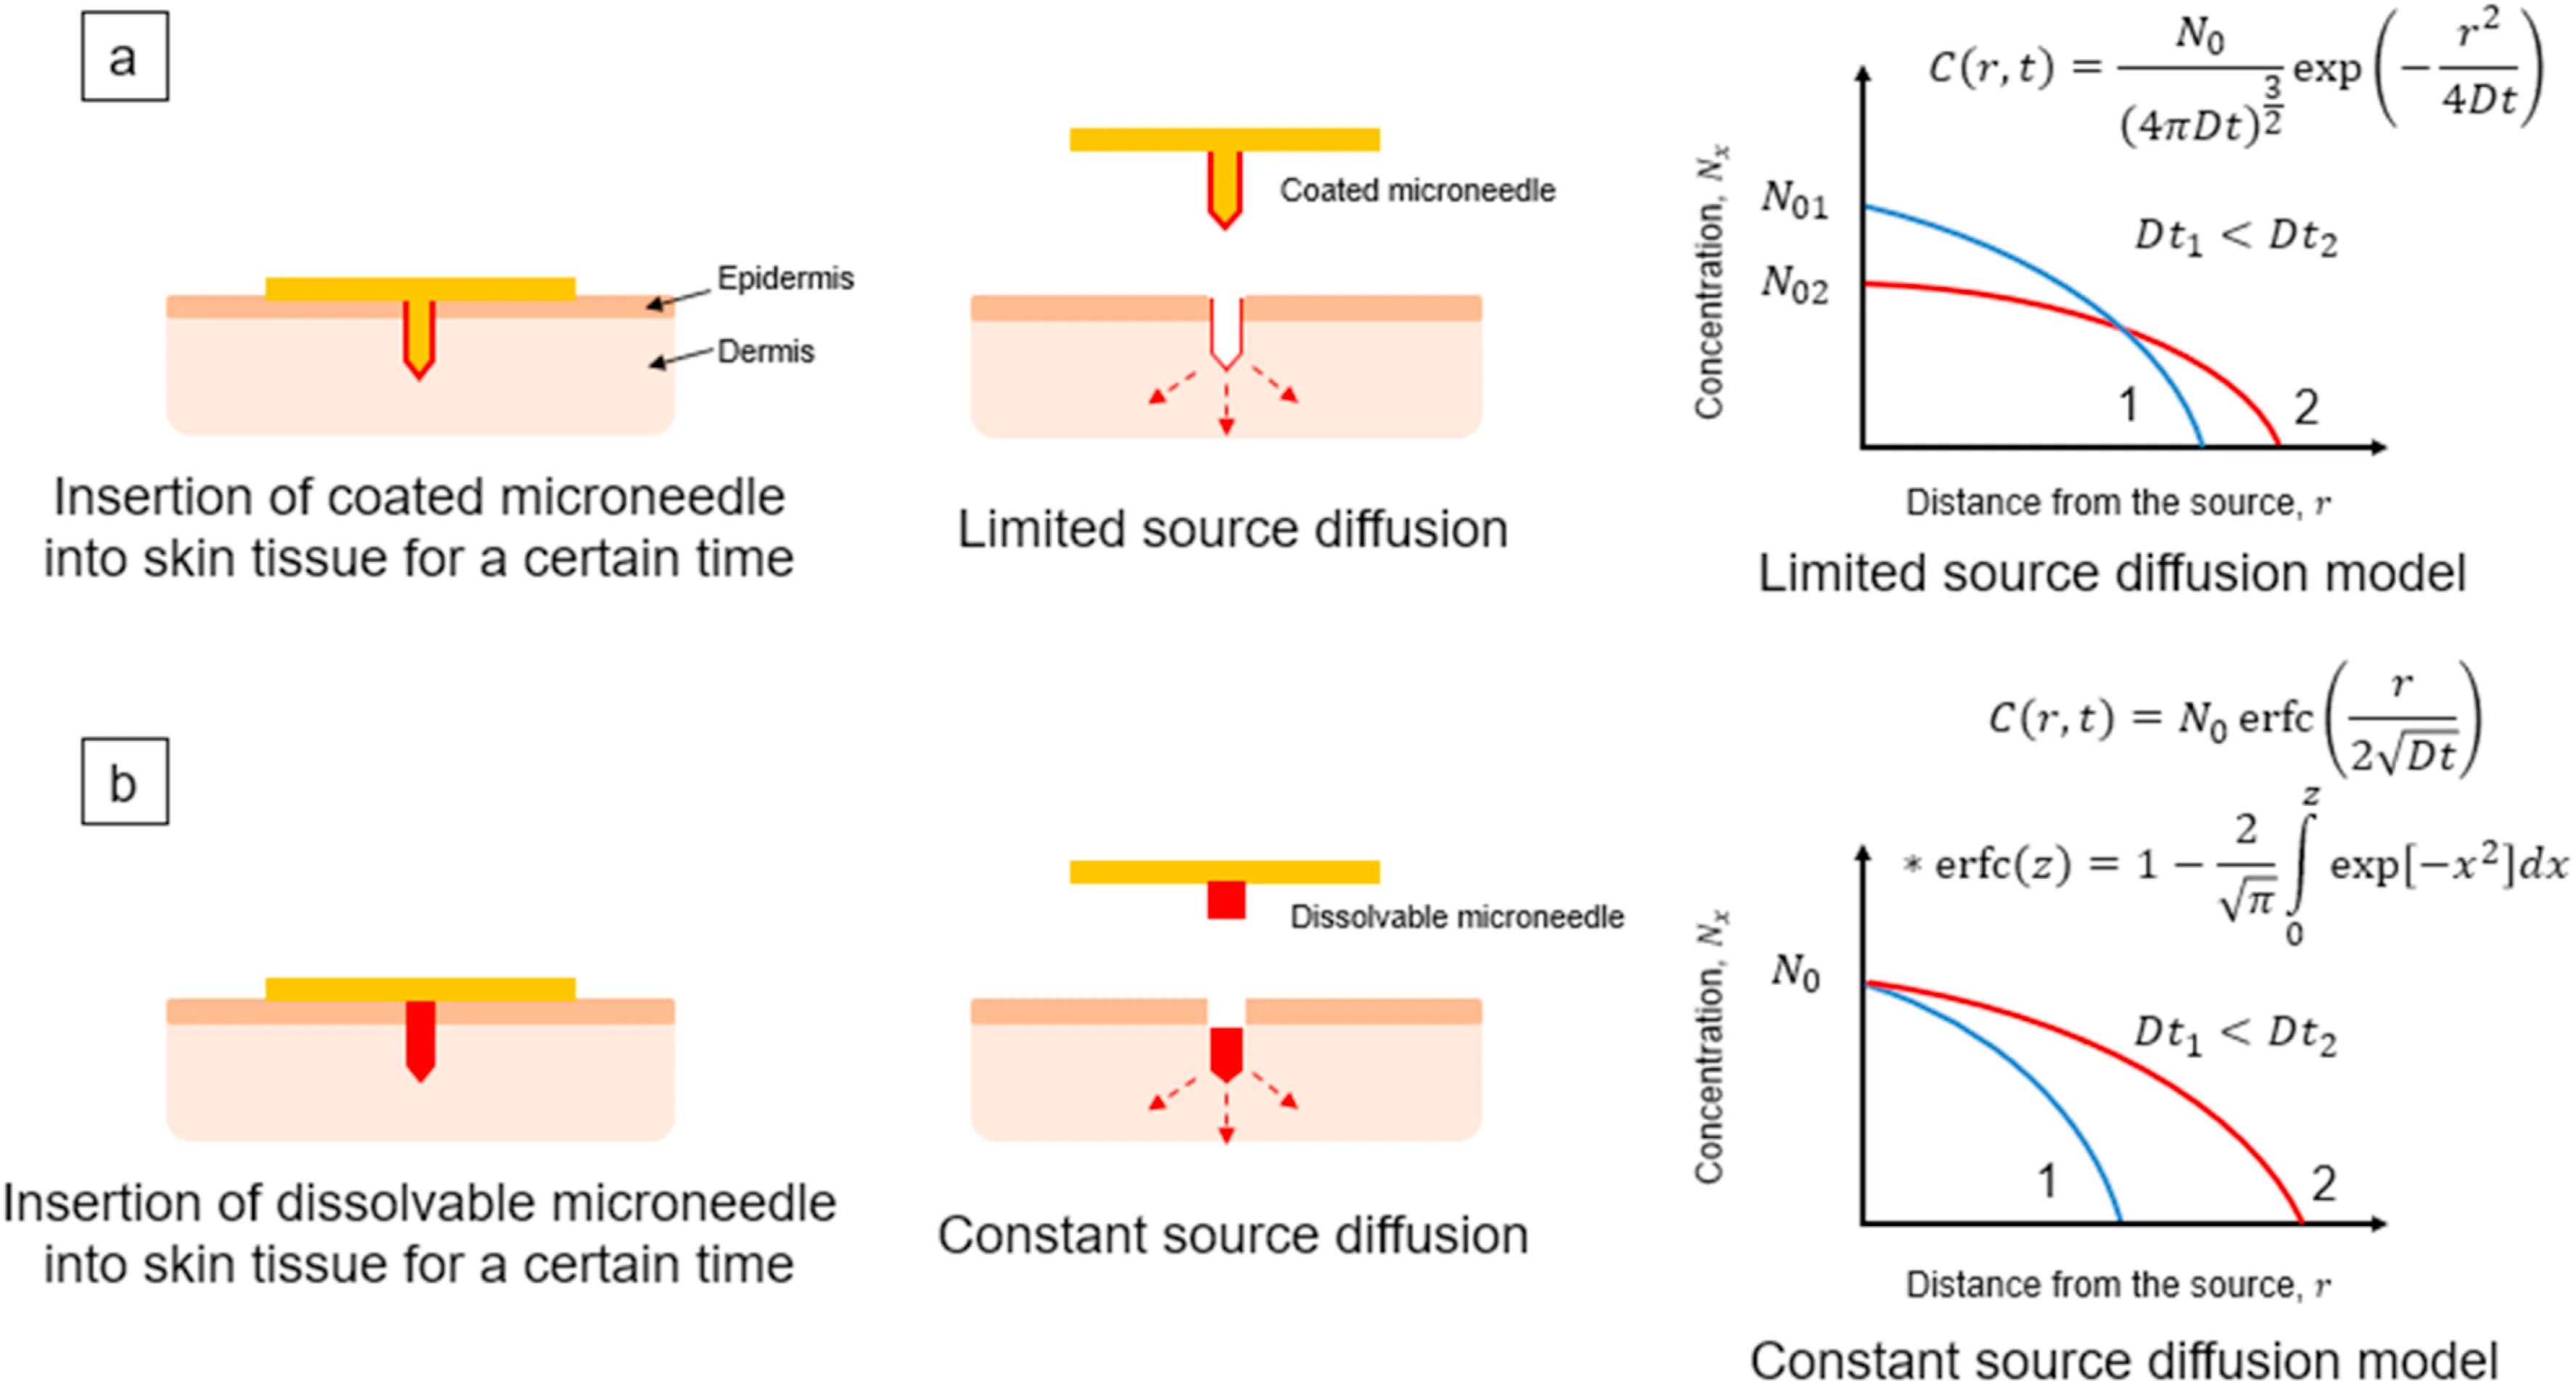 a
Epidermis
Dermis
Insertion of coated microneedle
into skin tissue for a certain time
Coated microneedle
Limited source diffusion
C(r, t) = N₀ / (4πDt)^(3/2) exp(−r² / 4Dt)
Concentration, Nₓ
N₀₁
N₀₂
Dt₁ < Dt₂
1
2
Distance from the source, r
Limited source diffusion model
b
Insertion of dissolvable microneedle
into skin tissue for a certain time
Dissolvable microneedle
Constant source diffusion
C(r, t) = N₀ erfc(r / 2√Dt)
* erfc(z) = 1 − 2/√π ∫₀ᶻ exp[−x²]dx
Concentration, Nₓ
N₀
Dt₁ < Dt₂
1
2
Distance from the source, r
Constant source diffusion model